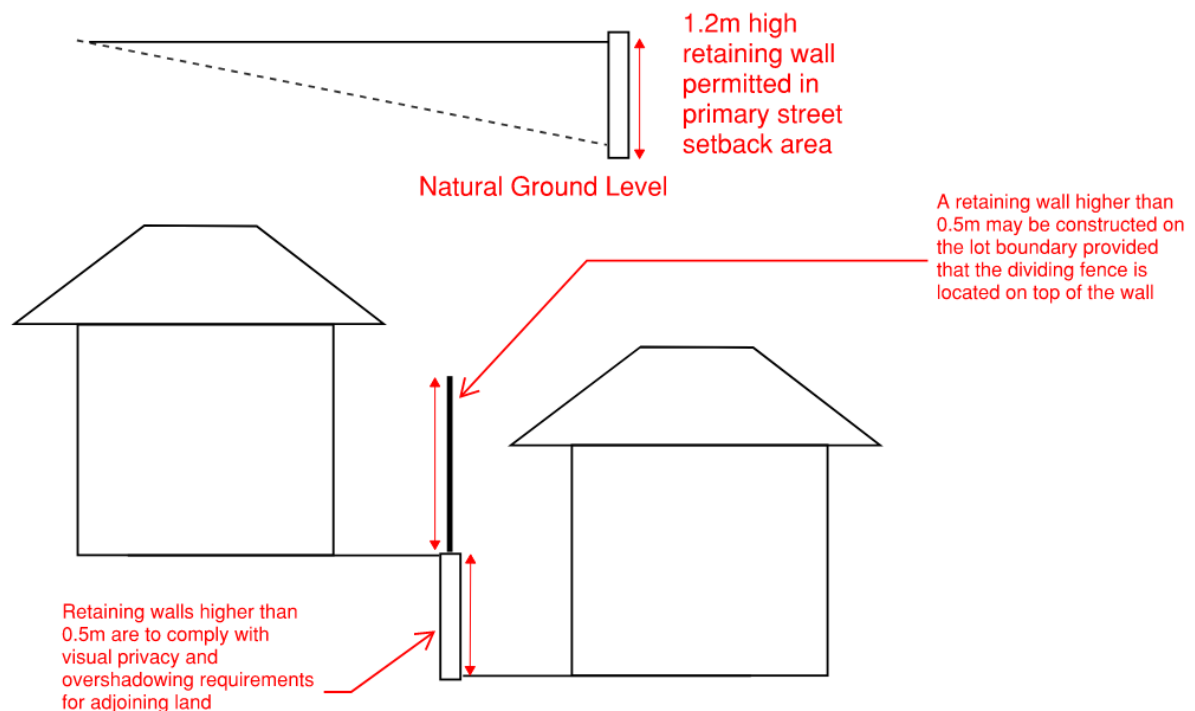 1.2m high
retaining wall
permitted in
primary street
setback area
Natural Ground Level
A retaining wall higher than
0.5m may be constructed on
the lot boundary provided
that the dividing fence is
located on top of the wall
Retaining walls higher than
0.5m are to comply with
visual privacy and
overshadowing requirements
for adjoining land